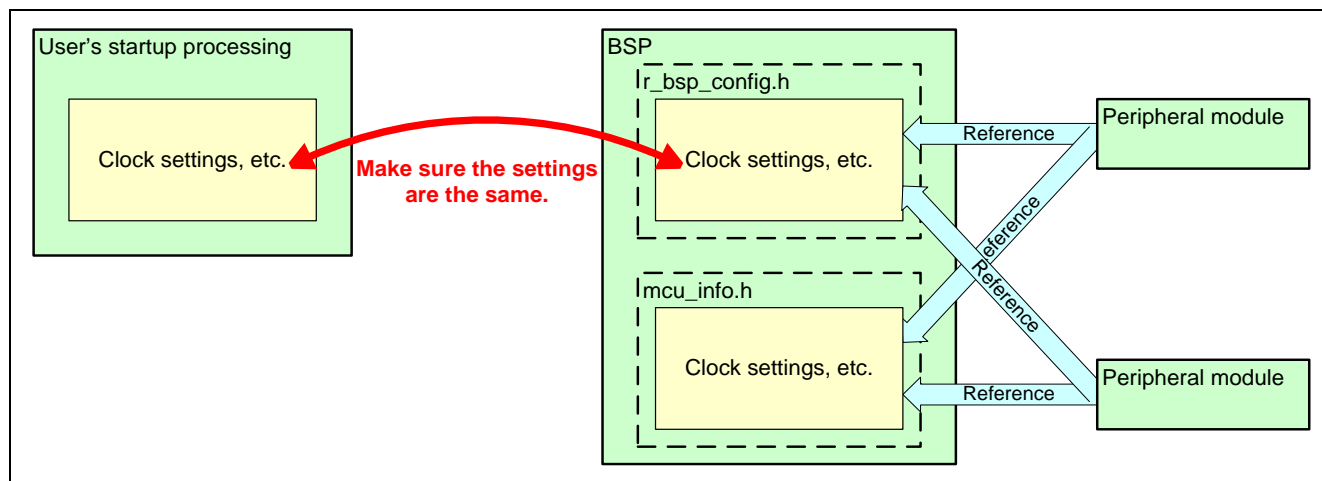 User's startup processing
Clock settings, etc.
Make sure the settings
are the same.
BSP
r_bsp_config.h
Clock settings, etc.
mcu_info.h
Clock settings, etc.
Reference
eference
Reference
Reference
Peripheral module
Peripheral module